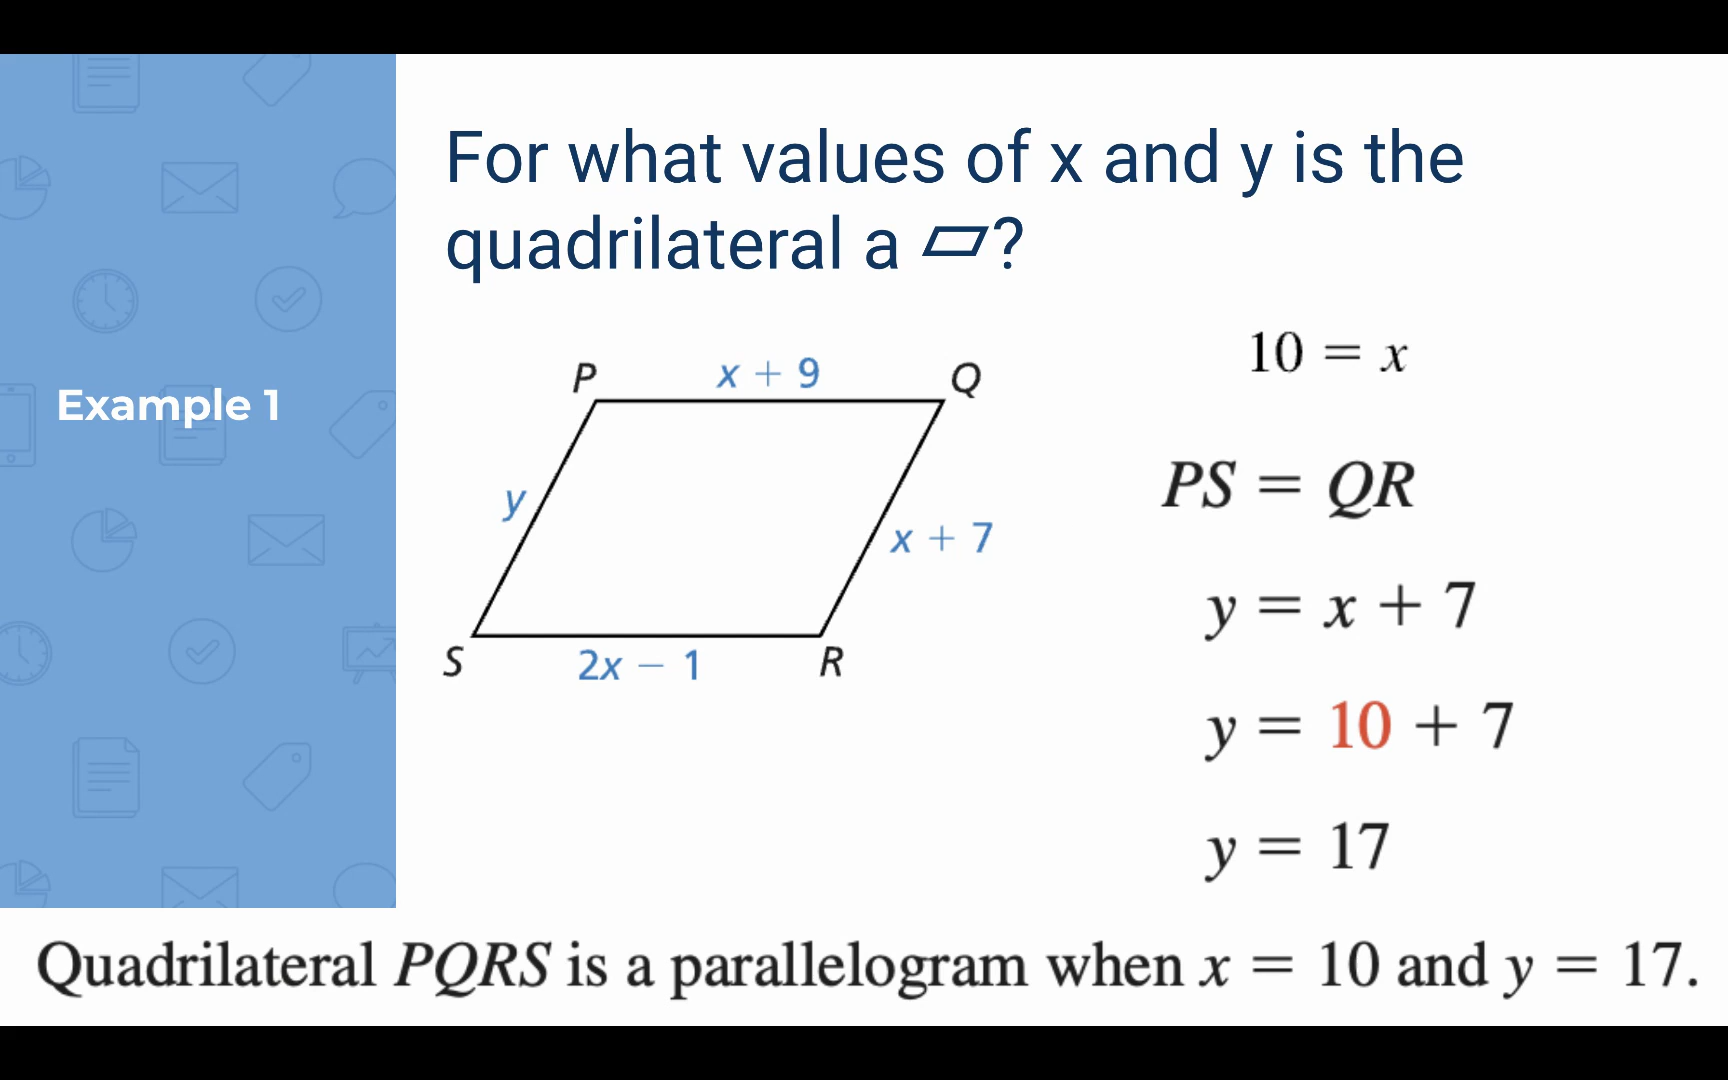 For what values of x and y is the
quadrilateral a ▱?
Example 1
P
x + 9
Q
y
x + 7
S
2x − 1
R
10 = x
PS = QR
y = x + 7
y = 10 + 7
y = 17
Quadrilateral PQRS is a parallelogram when x = 10 and y = 17.